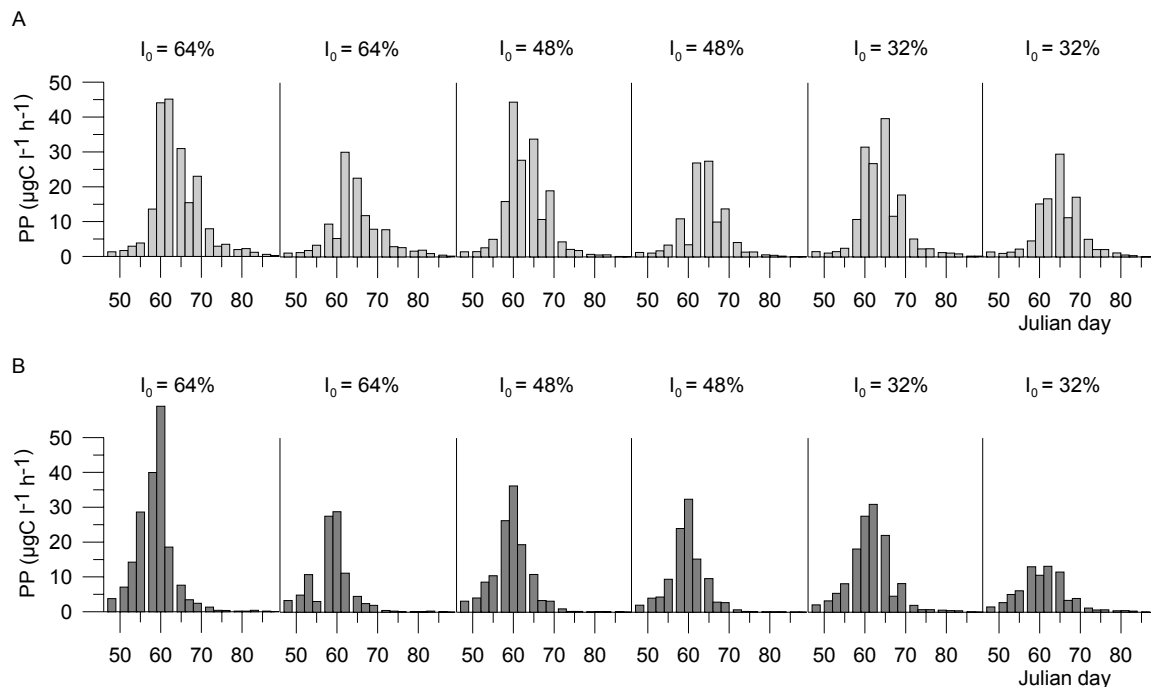 A
I0 = 64% I0 = 64% I0 = 48% I0 = 48% I0 = 32% I0 = 32%
50
40
30
20
10
0
PP (µgC l-1 h-1)
50 60 70 80 50 60 70 80 50 60 70 80 50 60 70 80 50 60 70 80 50 60 70 80
Julian day
B
I0 = 64% I0 = 64% I0 = 48% I0 = 48% I0 = 32% I0 = 32%
50
40
30
20
10
0
PP (µgC l-1 h-1)
50 60 70 80 50 60 70 80 50 60 70 80 50 60 70 80 50 60 70 80 50 60 70 80
Julian day